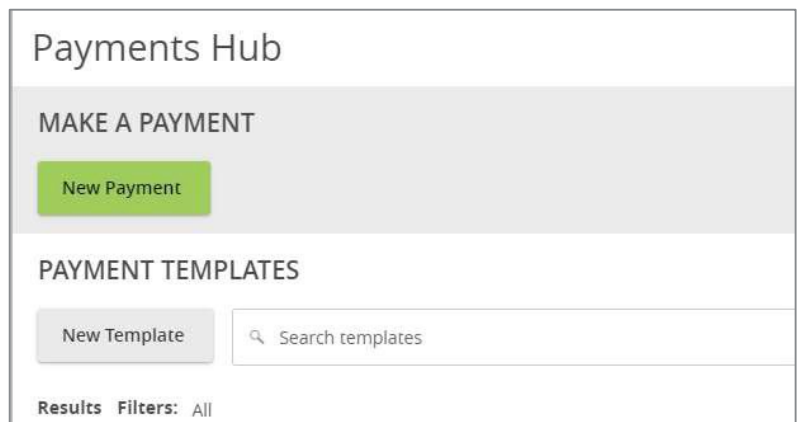 Payments Hub
MAKE A PAYMENT
New Payment
PAYMENT TEMPLATES
New Template Search templates
Results Filters: All